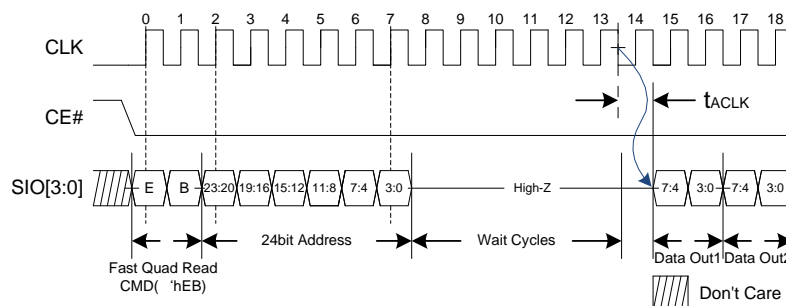 0 1 2 3 4 5 6 7 8 9 10 11 12 13 14 15 16 17 18
CLK
tACLK
CE#
SIO[3:0] E B 23:20 19:16 15:12 11:8 7:4 3:0 High-Z 7:4 3:0 7:4 3:0
24bit Address Wait Cycles Data Out1 Data Out2
Fast Quad Read
CMD( 'hEB)
Don't Care